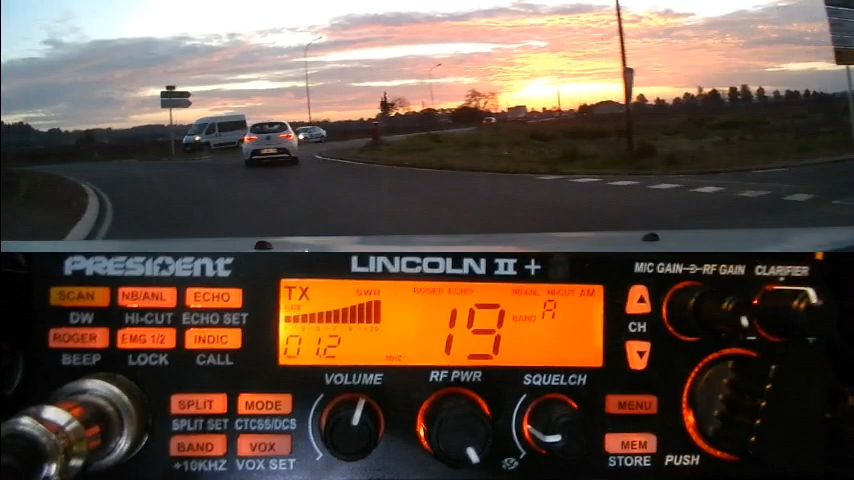 PRESIDENT
LINCOLN II +
MIC GAIN RF GAIN CLARIFIER
SCAN NB/ANL ECHO
DW HI-CUT ECHO SET
ROGER EMG 1/2 INDIC
BEEP LOCK CALL
TX SWR ROGER ECHO NB/ANL HI-CUT AM
19 BAND A
01.2
CH
VOLUME RF PWR SQUELCH
SPLIT MODE
SPLIT SET CTCSS/DCS
BAND VOX
+10KHZ VOX SET
MENU
MEM
STORE PUSH